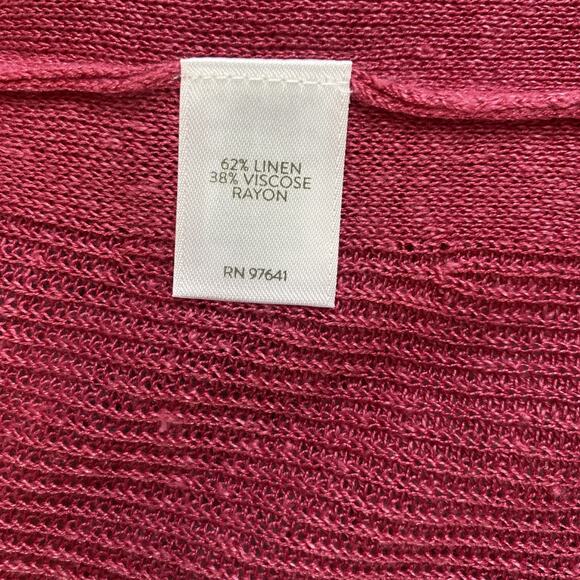 62% LINEN
38% VISCOSE
RAYON
RN 97641